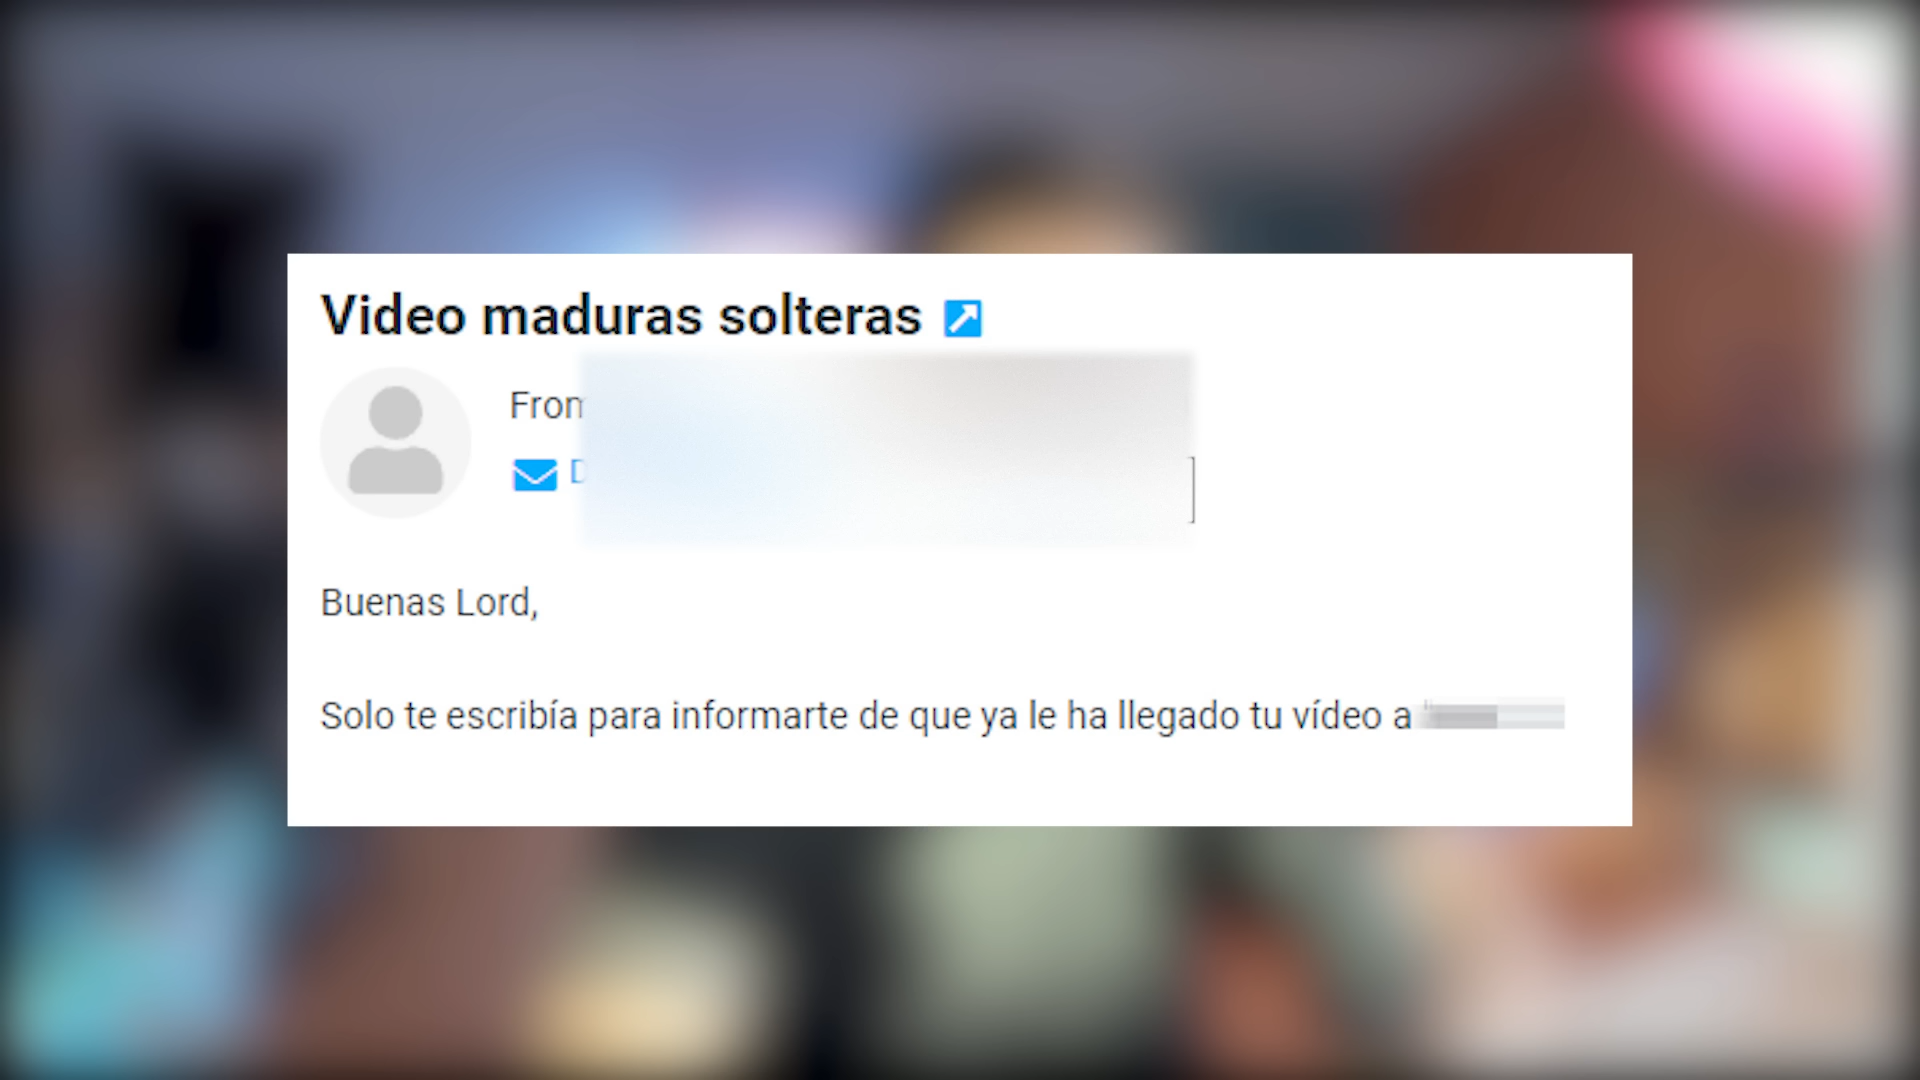 Video maduras solteras
From
Buenas Lord,
Solo te escribía para informarte de que ya le ha llegado tu vídeo a